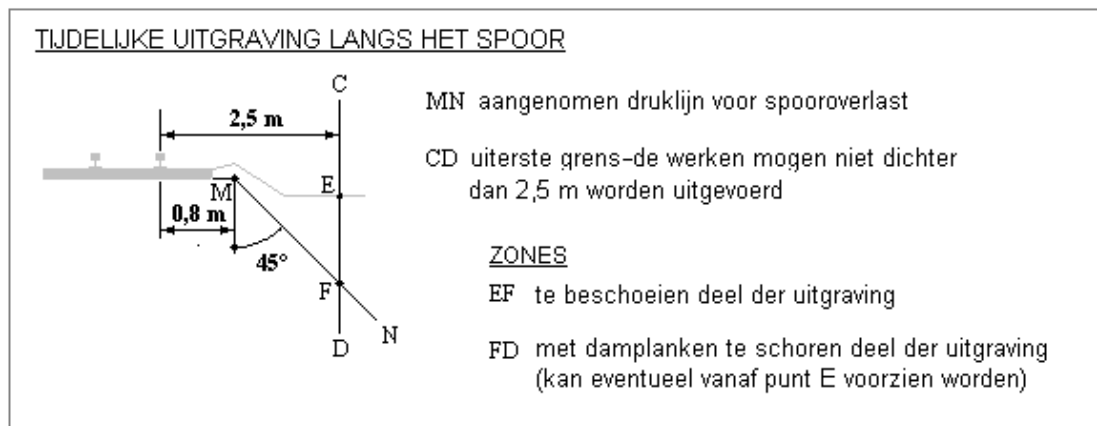 TIJDELIJKE UITGRAVING LANGS HET SPOOR
C
2,5 m
E
M
0,8 m
45°
F
N
D
MN aangenomen druklijn voor spooroverlast
CD uiterste grens-de werken mogen niet dichter
dan 2,5 m worden uitgevoerd
ZONES
EF te beschoeien deel der uitgraving
FD met damplanken te schoren deel der uitgraving
(kan eventueel vanaf punt E voorzien worden)